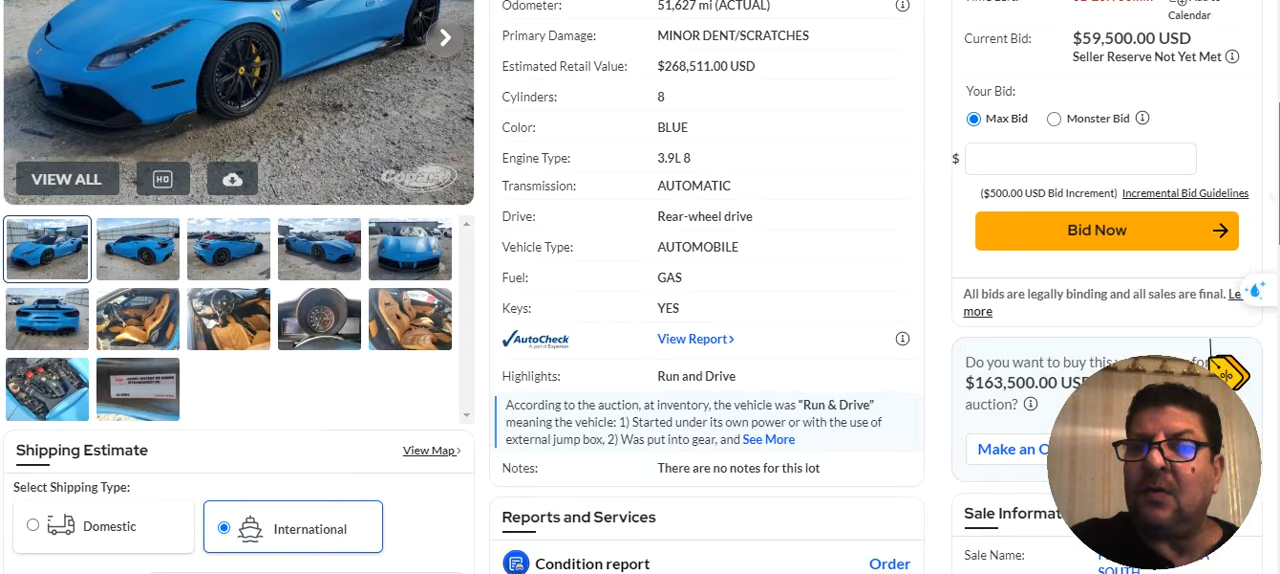 Odometer: 51,627 mi (ACTUAL)
Primary Damage: MINOR DENT/SCRATCHES
Estimated Retail Value: $268,511.00 USD
Cylinders: 8
Color: BLUE
Engine Type: 3.9L 8
Transmission: AUTOMATIC
Drive: Rear-wheel drive
Vehicle Type: AUTOMOBILE
Fuel: GAS
Keys: YES
AutoCheck View Report>
A part of Experian
Highlights: Run and Drive
According to the auction, at inventory, the vehicle was “Run & Drive”
meaning the vehicle: 1) Started under its own power or with the use of
external jump box, 2) Was put into gear, and See More
Notes: There are no notes for this lot
Reports and Services
Condition report Order
VIEW ALL HD
Copart
Shipping Estimate View Map>
Select Shipping Type:
Domestic International
Calendar
Current Bid: $59,500.00 USD
Seller Reserve Not Yet Met
Your Bid:
Max Bid Monster Bid
$
($500.00 USD Bid Increment) Incremental Bid Guidelines
Bid Now
All bids are legally binding and all sales are final. Le
more
Do you want to buy this
$163,500.00 US
auction?
Make an O
Sale Informat
Sale Name:
SOUTH